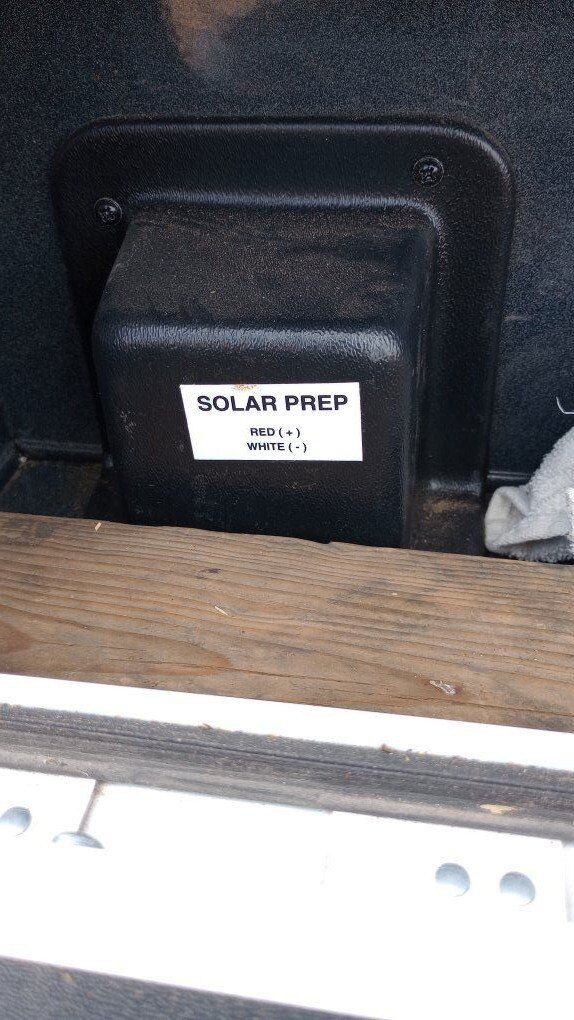 SOLAR PREP
RED ( + )
WHITE ( - )